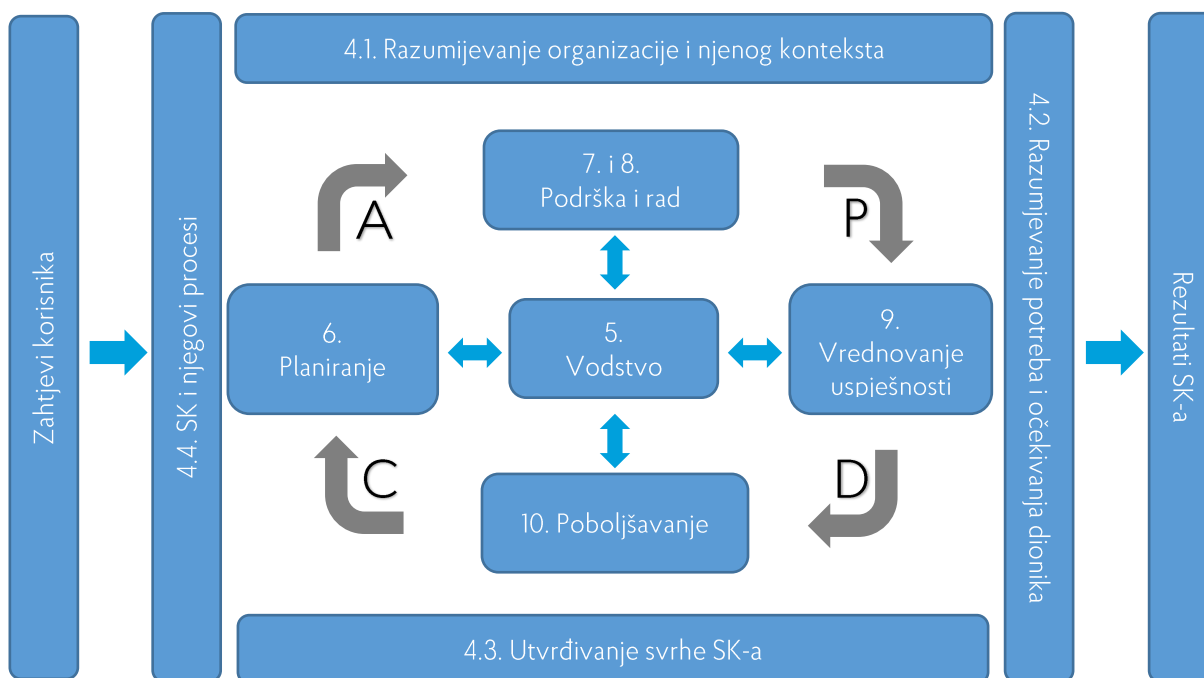 Zahtjevi korisnika
4.4. SK i njegovi procesi
4.1. Razumijevanje organizacije i njenog konteksta
A
7. i 8.
Podrška i rad
P
6.
Planiranje
5.
Vodstvo
9.
Vrednovanje
uspješnosti
C
10. Poboljšavanje
D
4.3. Utvrđivanje svrhe SK-a
4.2. Razumjevanje potreba i očekivanja dionika
Rezultati SK-a